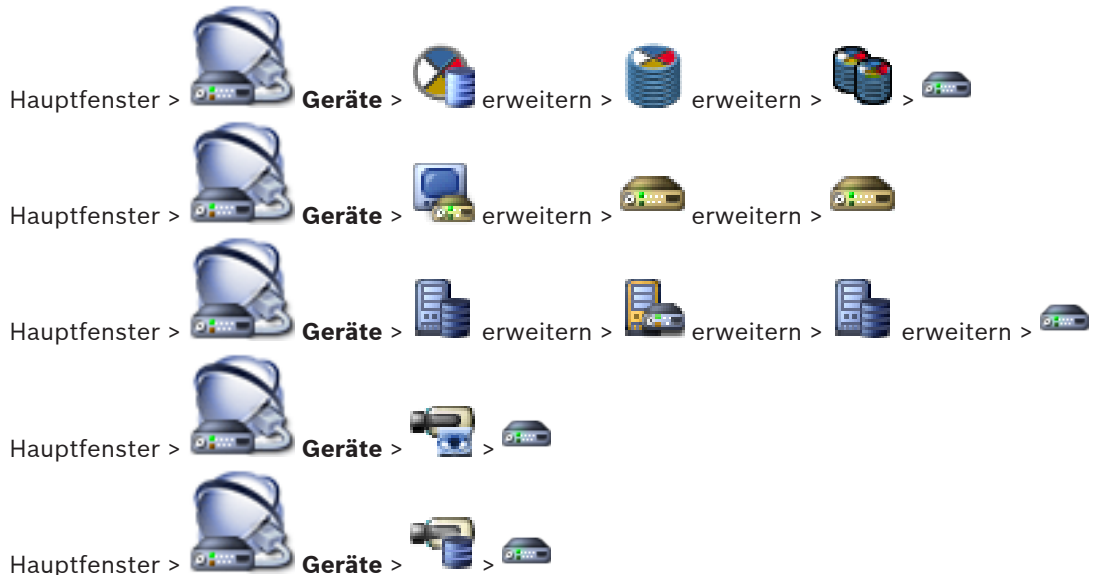 Hauptfenster > Geräte > erweitern > erweitern > >
Hauptfenster > Geräte > erweitern > erweitern >
Hauptfenster > Geräte > erweitern > erweitern > erweitern >
Hauptfenster > Geräte > >
Hauptfenster > Geräte > >